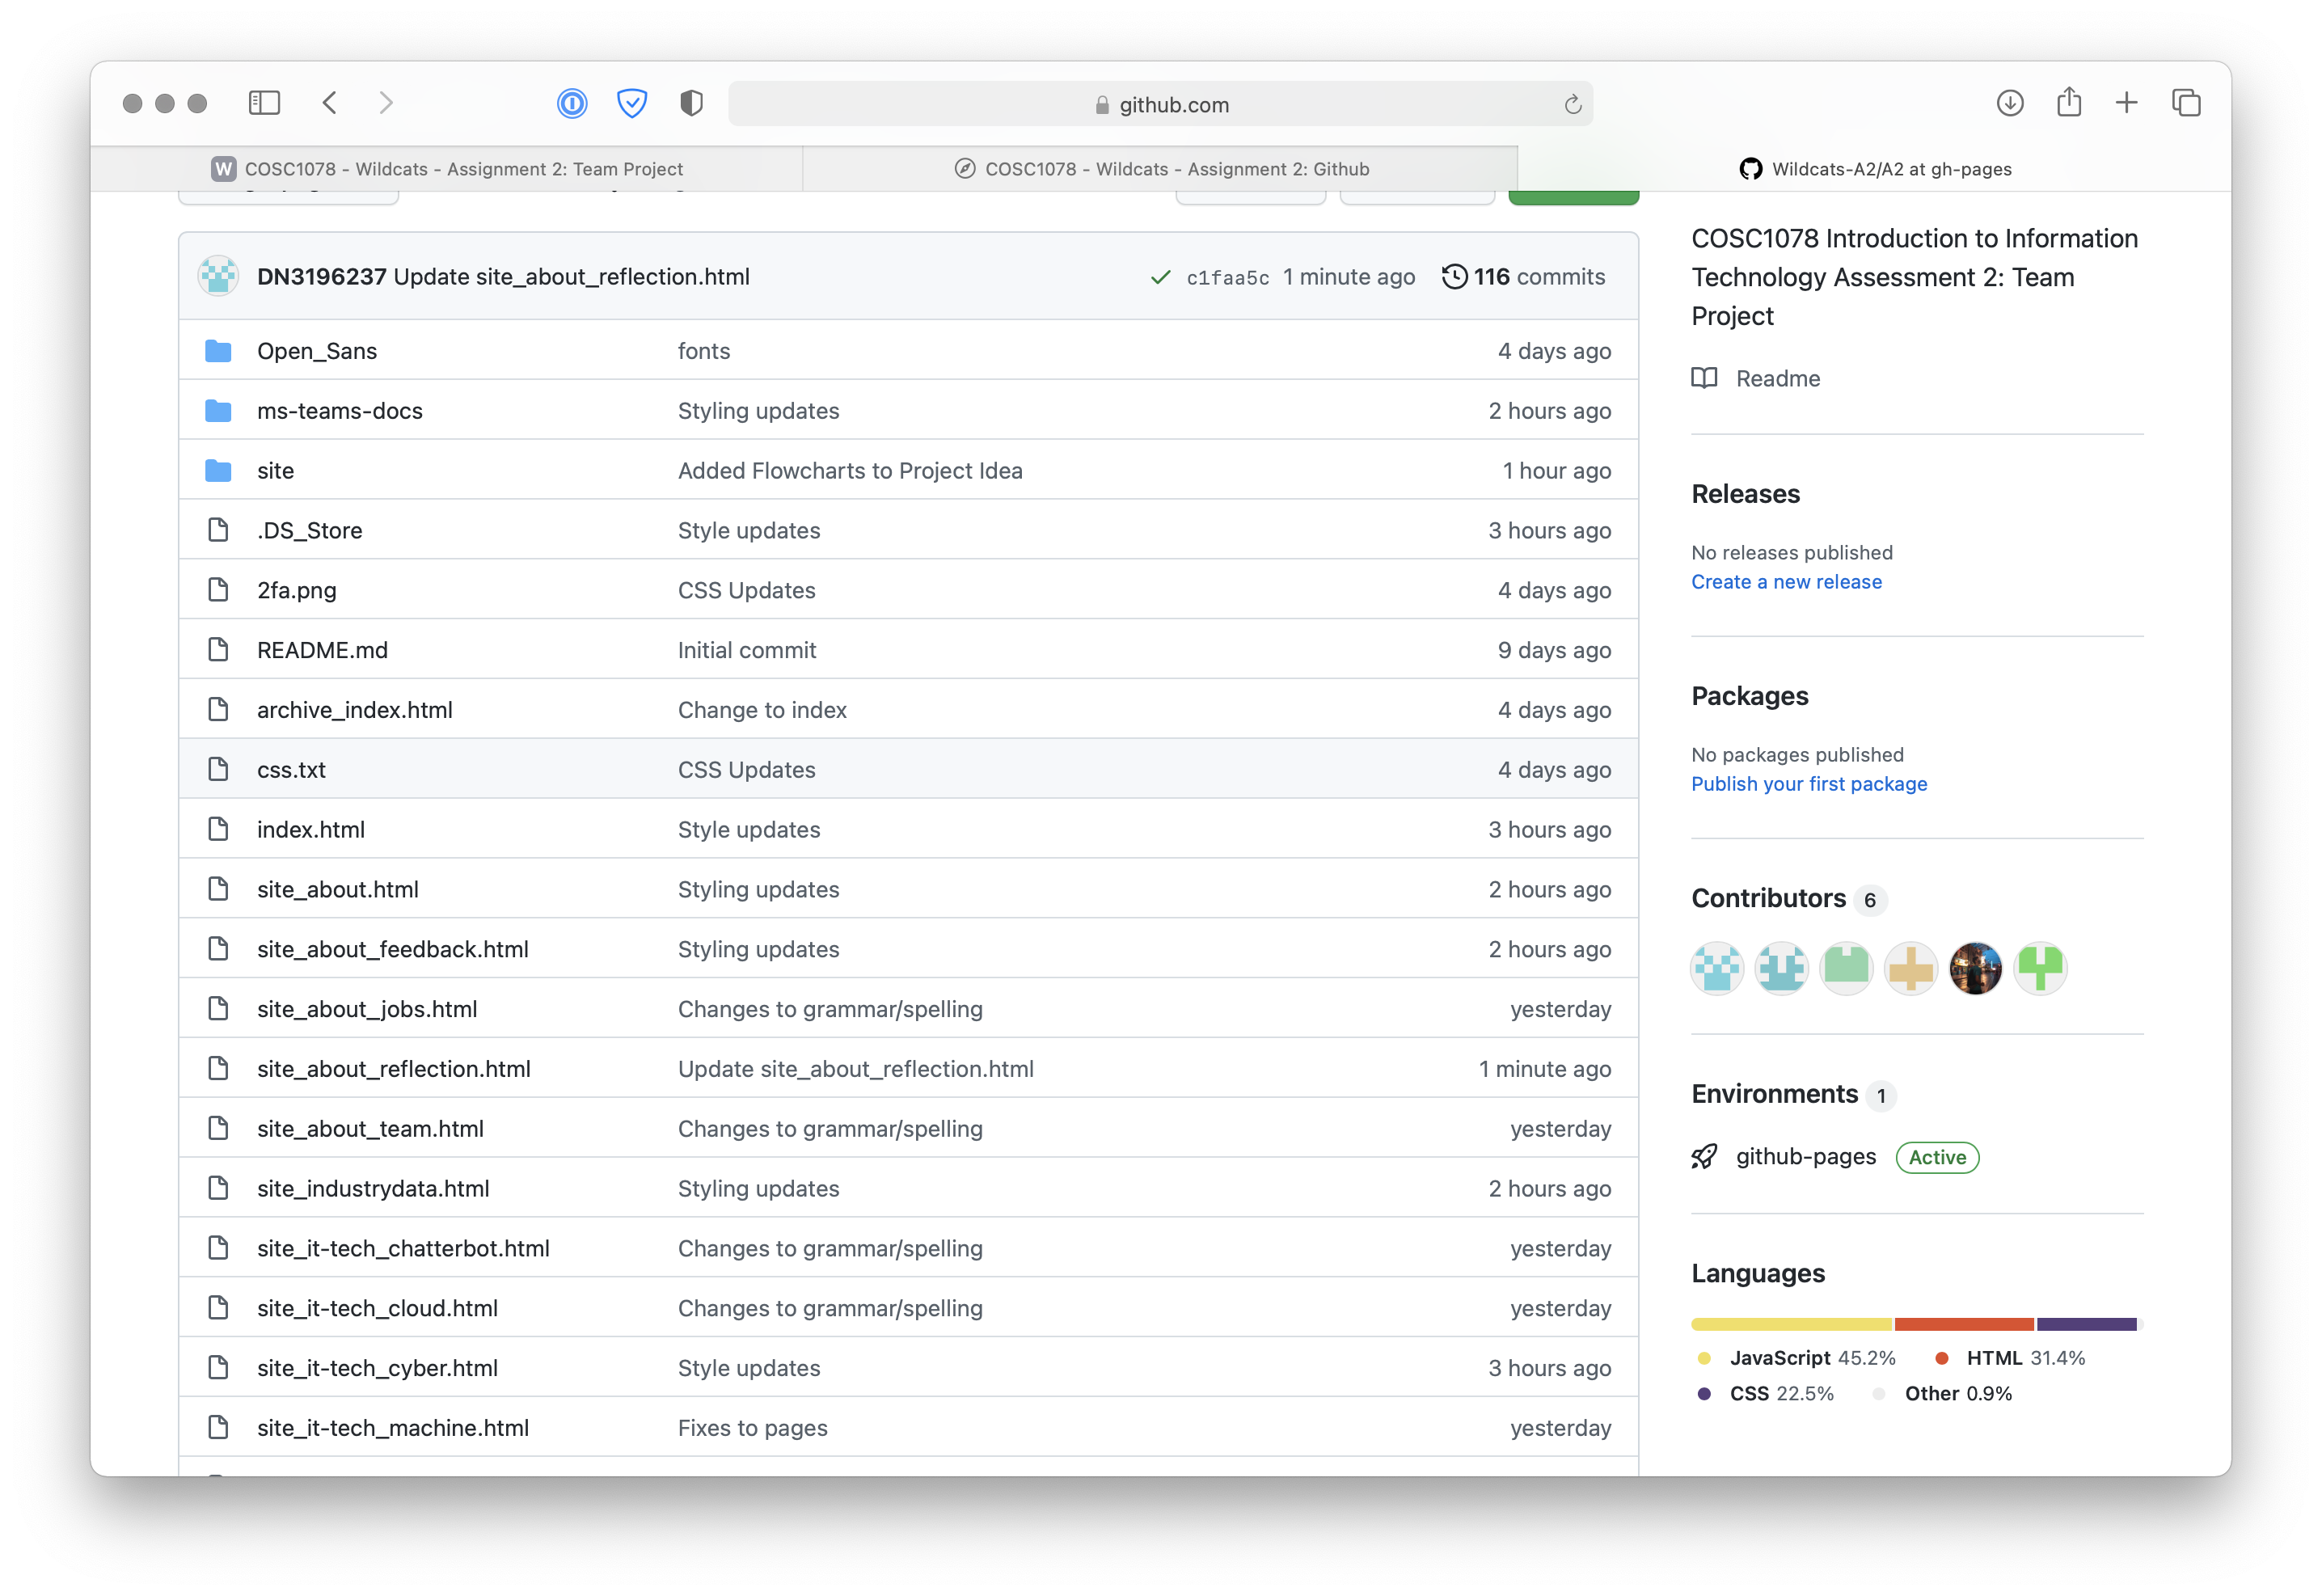 github.com
W COSC1078 - Wildcats - Assignment 2: Team Project
COSC1078 - Wildcats - Assignment 2: Github
Wildcats-A2/A2 at gh-pages
DN3196237 Update site_about_reflection.html c1faa5c 1 minute ago 116 commits
Open_Sans fonts 4 days ago
ms-teams-docs Styling updates 2 hours ago
site Added Flowcharts to Project Idea 1 hour ago
.DS_Store Style updates 3 hours ago
2fa.png CSS Updates 4 days ago
README.md Initial commit 9 days ago
archive_index.html Change to index 4 days ago
css.txt CSS Updates 4 days ago
index.html Style updates 3 hours ago
site_about.html Styling updates 2 hours ago
site_about_feedback.html Styling updates 2 hours ago
site_about_jobs.html Changes to grammar/spelling yesterday
site_about_reflection.html Update site_about_reflection.html 1 minute ago
site_about_team.html Changes to grammar/spelling yesterday
site_industrydata.html Styling updates 2 hours ago
site_it-tech_chatterbot.html Changes to grammar/spelling yesterday
site_it-tech_cloud.html Changes to grammar/spelling yesterday
site_it-tech_cyber.html Style updates 3 hours ago
site_it-tech_machine.html Fixes to pages yesterday
COSC1078 Introduction to Information
Technology Assessment 2: Team
Project
Readme
Releases
No releases published
Create a new release
Packages
No packages published
Publish your first package
Contributors 6
Environments 1
github-pages Active
Languages
JavaScript 45.2% HTML 31.4%
CSS 22.5% Other 0.9%